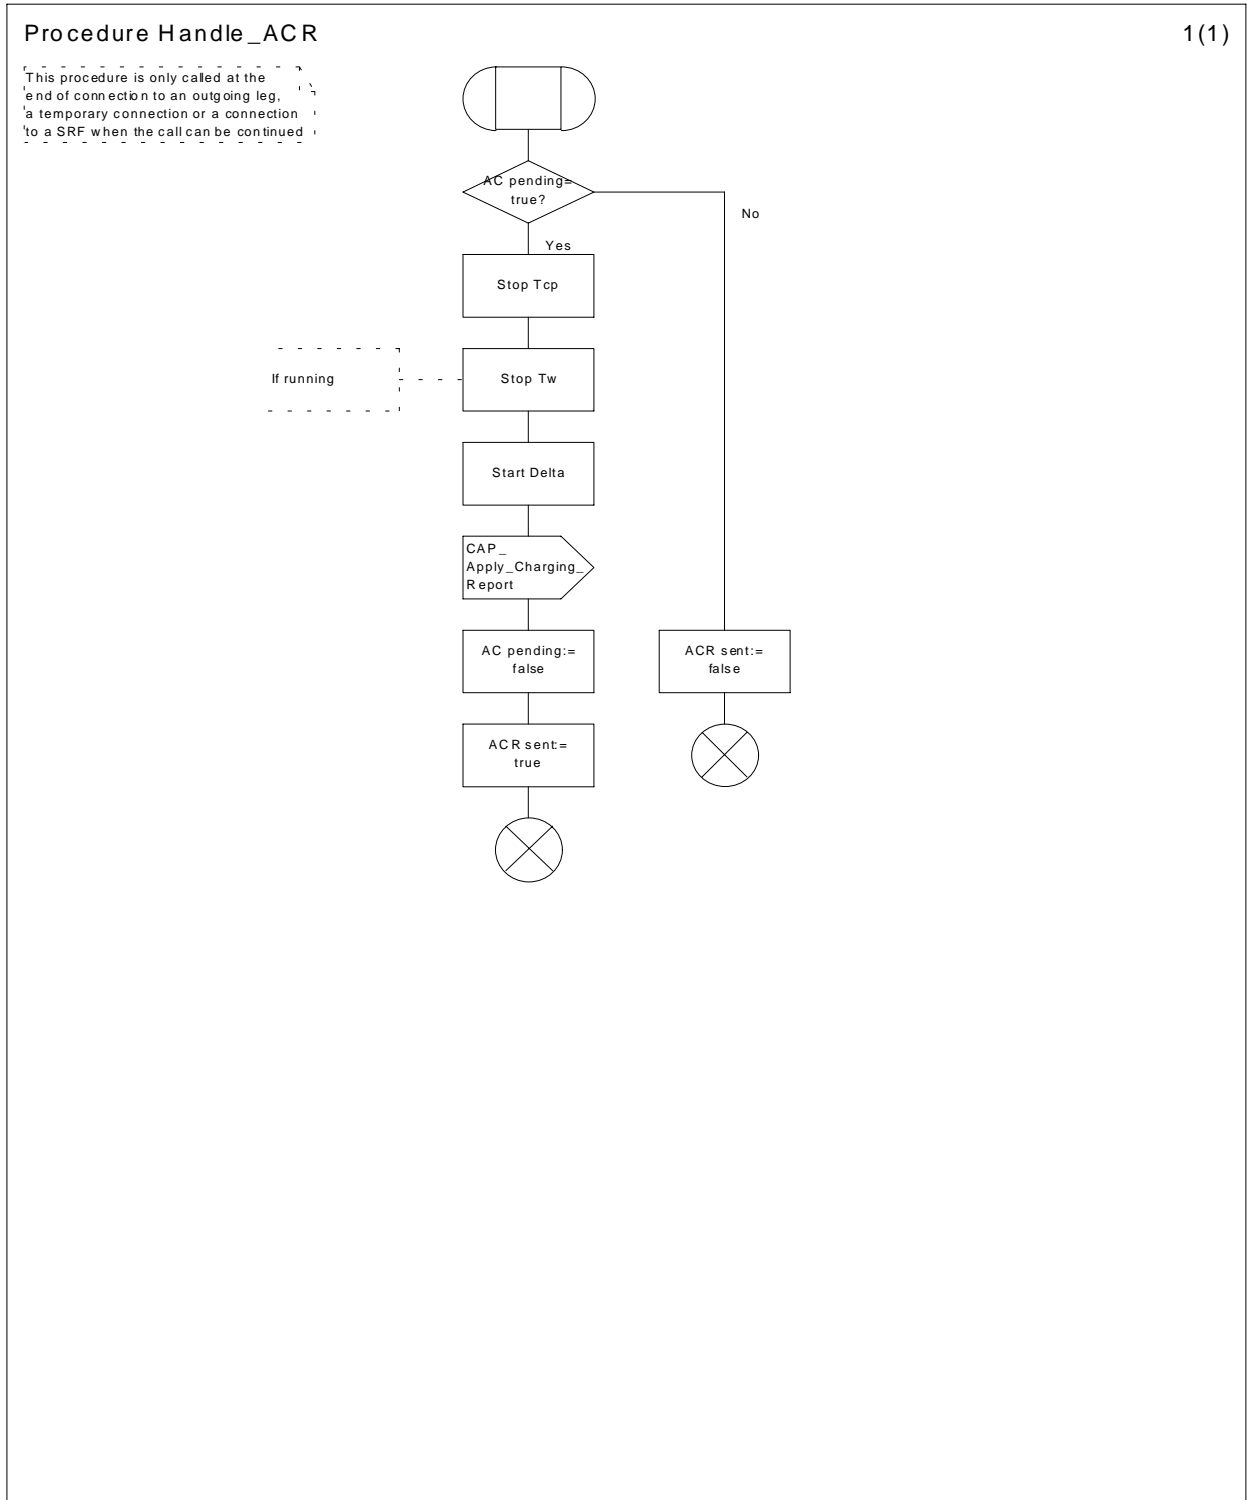 Procedure Handle_ACR
1(1)
This procedure is only called at the
end of connection to an outgoing leg,
a temporary connection or a connection
to a SRF when the call can be continued
AC pending=
true?
No
Yes
Stop Tcp
If running
Stop Tw
Start Delta
CAP_
Apply_Charging_
Report
AC pending:=
false
ACR sent:=
false
ACR sent:=
true